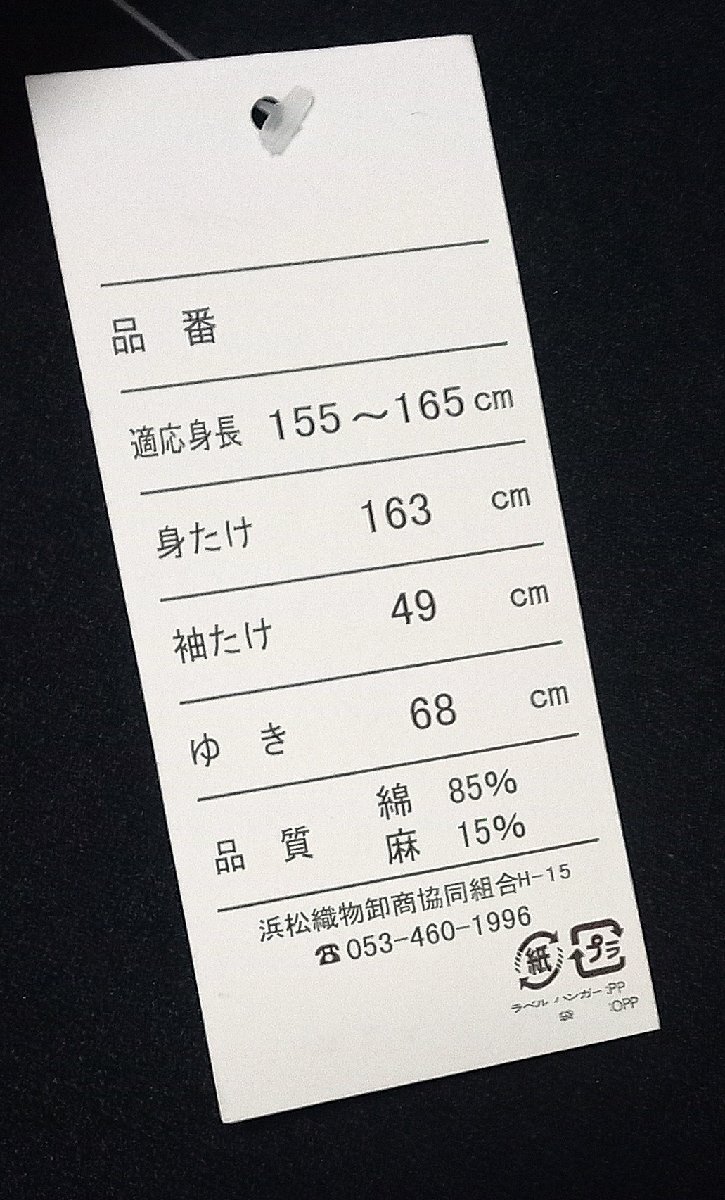 品 番
適応身長 155～165cm
身たけ 163 cm
袖たけ 49 cm
ゆ き 68 cm
品 質 綿 85%
麻 15%
浜松織物卸商協同組合H-15
☎053-460-1996
紙 プラ
ラベル ハンガー:PP
袋 :OPP